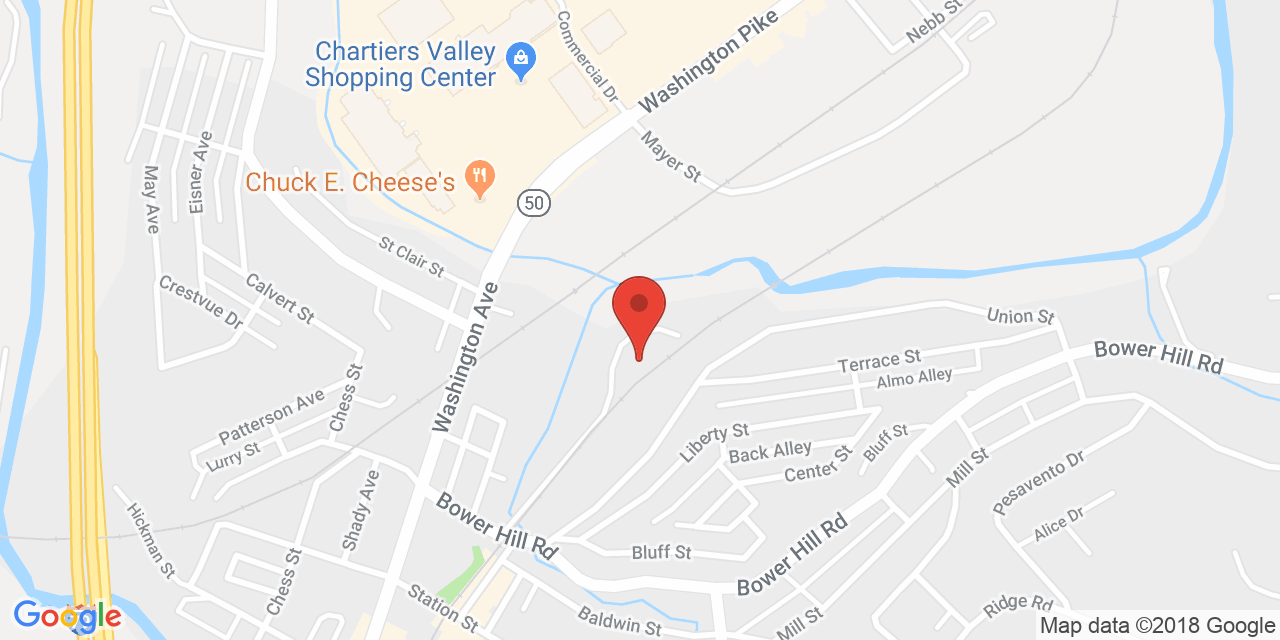 Nebb St
Washington Pike
Commercial Dr
Chartiers Valley
Shopping Center
Mayer St
Eisner Ave
May Ave
Chuck E. Cheese's
50
St Clair St
Calvert St
Crestvue Dr
Washington Ave
Union St
Bower Hill Rd
Terrace St
Almo Alley
Chess St
Patterson Ave
Lurry St
Liberty St
Back Alley
Center St
Bluff St
Mill St
Pesavento Dr
Alice Dr
Shady Ave
Hickman St
Bower Hill Rd
Bluff St
Bower Hill Rd
Chess St
Station St
Baldwin St
Mill St
Ridge Rd
Google
Map data ©2018 Google